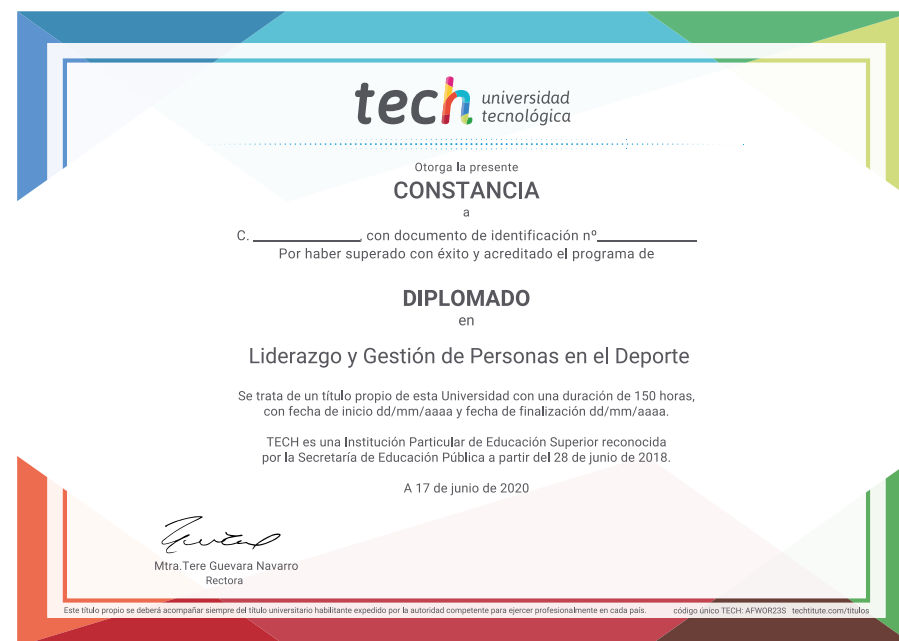 tech universidad
tecnológica
Otorga la presente
CONSTANCIA
a
C. ______________, con documento de identificación nº_____________
Por haber superado con éxito y acreditado el programa de
DIPLOMADO
en
Liderazgo y Gestión de Personas en el Deporte
Se trata de un título propio de esta Universidad con una duración de 150 horas,
con fecha de inicio dd/mm/aaaa y fecha de finalización dd/mm/aaaa.
TECH es una Institución Particular de Educación Superior reconocida
por la Secretaría de Educación Pública a partir del 28 de junio de 2018.
A 17 de junio de 2020
Mtra.Tere Guevara Navarro
Rectora
Este título propio se deberá acompañar siempre del título universitario habilitante expedido por la autoridad competente para ejercer profesionalmente en cada país. código único TECH: AFWOR23S techtitute.com/titulos